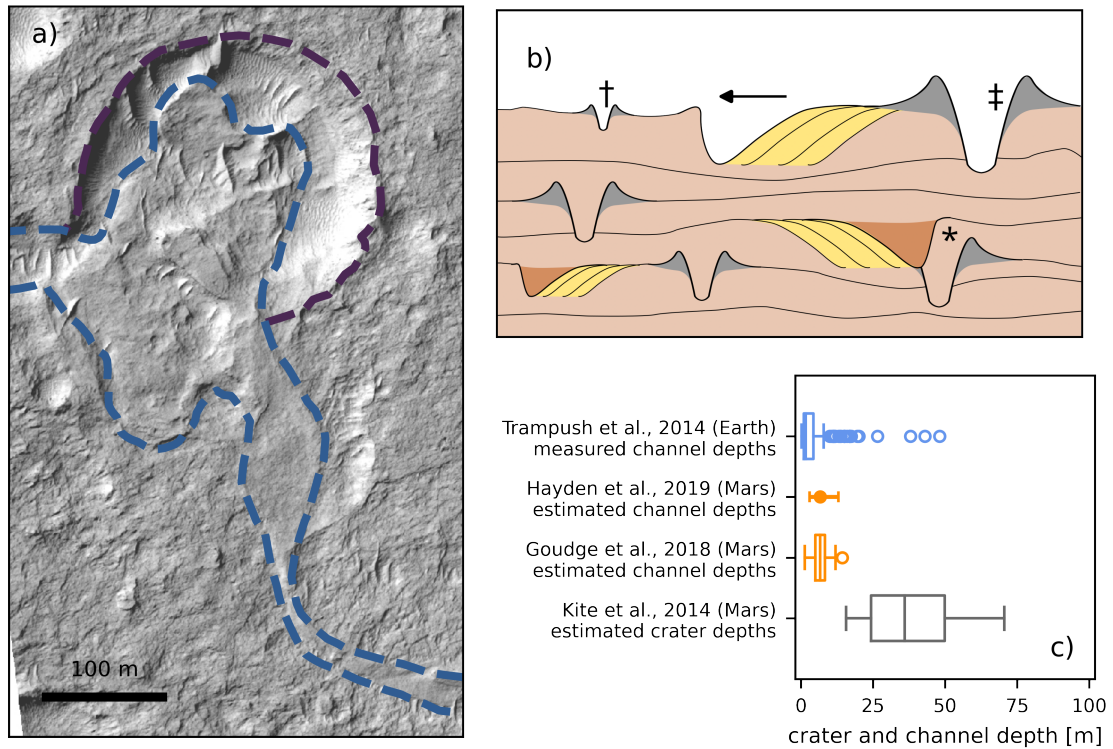 a)
100 m
b)
†
‡
*
Trampush et al., 2014 (Earth)
measured channel depths
Hayden et al., 2019 (Mars)
estimated channel depths
Goudge et al., 2018 (Mars)
estimated channel depths
Kite et al., 2014 (Mars)
estimated crater depths
c)
0 25 50 75 100
crater and channel depth [m]